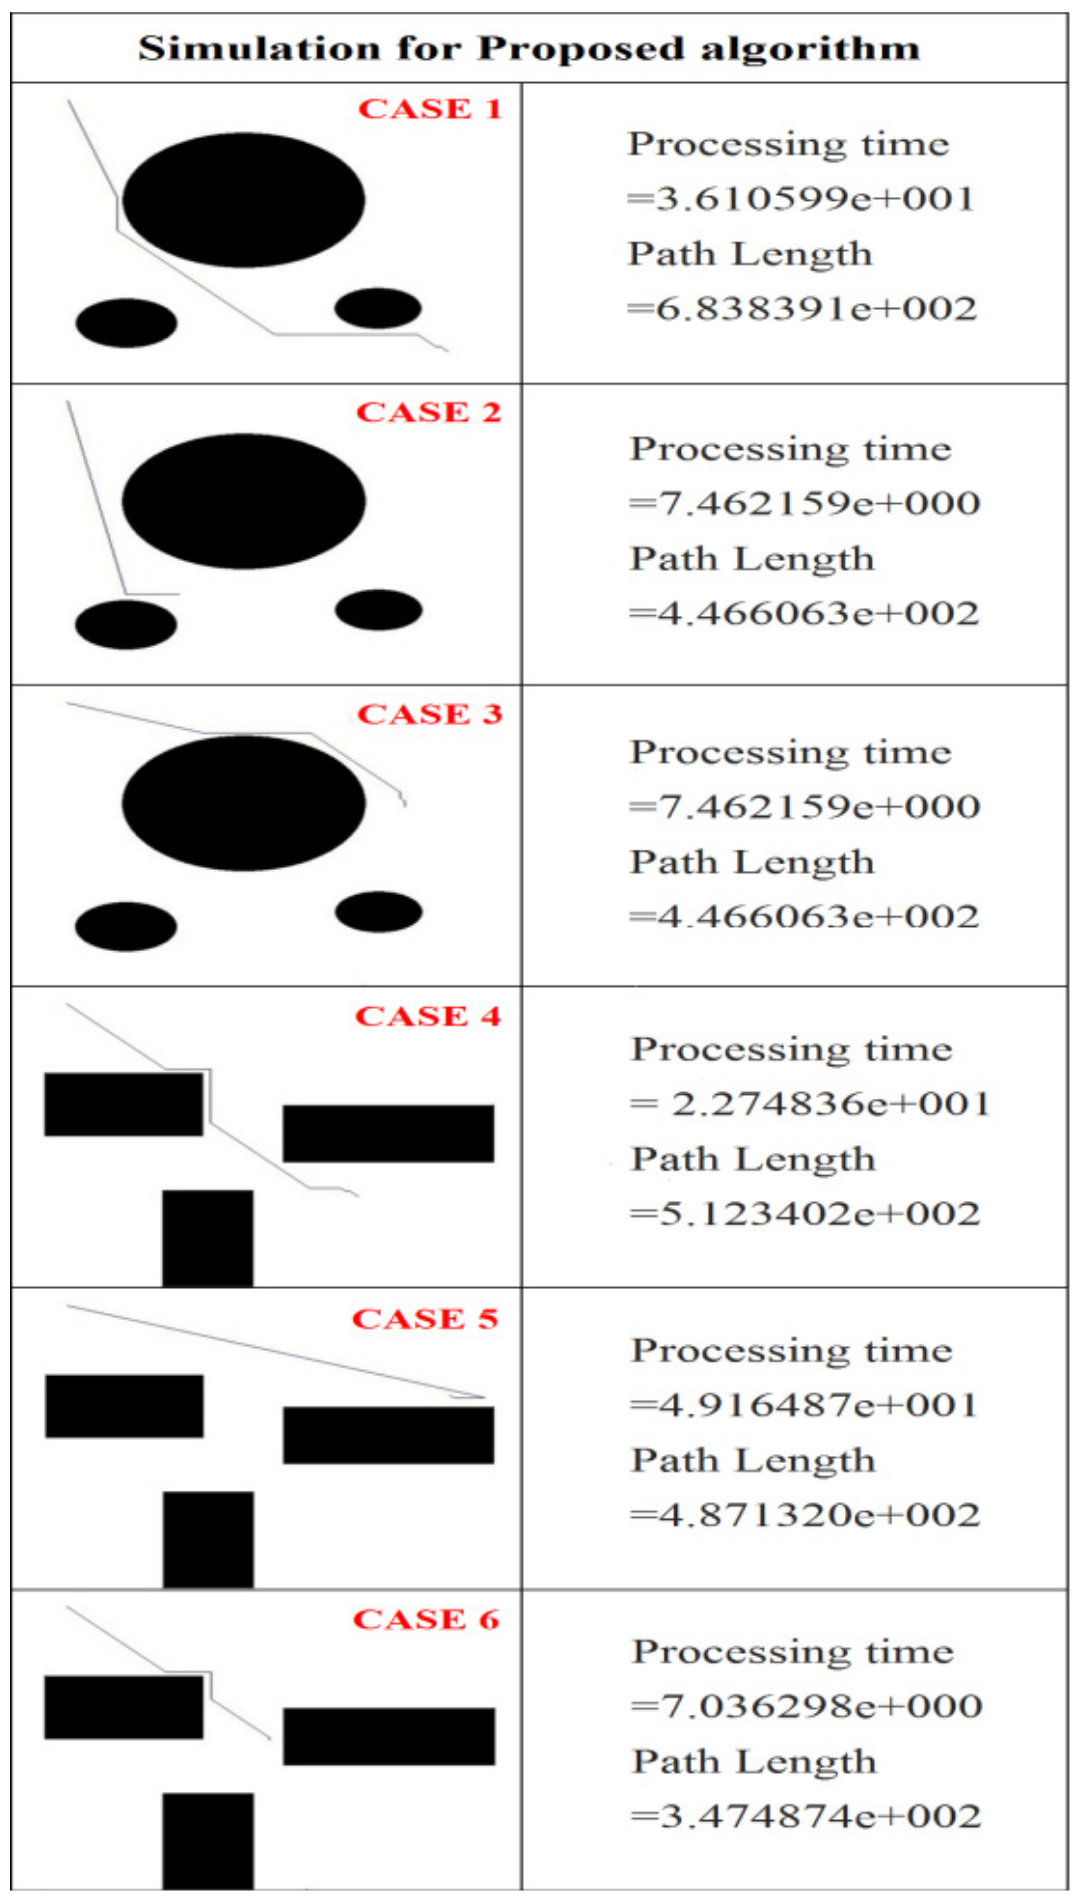 Simulation for Proposed algorithm
CASE 1
Processing time
=3.610599e+001
Path Length
=6.838391e+002
CASE 2
Processing time
=7.462159e+000
Path Length
=4.466063e+002
CASE 3
Processing time
=7.462159e+000
Path Length
=4.466063e+002
CASE 4
Processing time
= 2.274836e+001
Path Length
=5.123402e+002
CASE 5
Processing time
=4.916487e+001
Path Length
=4.871320e+002
CASE 6
Processing time
=7.036298e+000
Path Length
=3.474874e+002